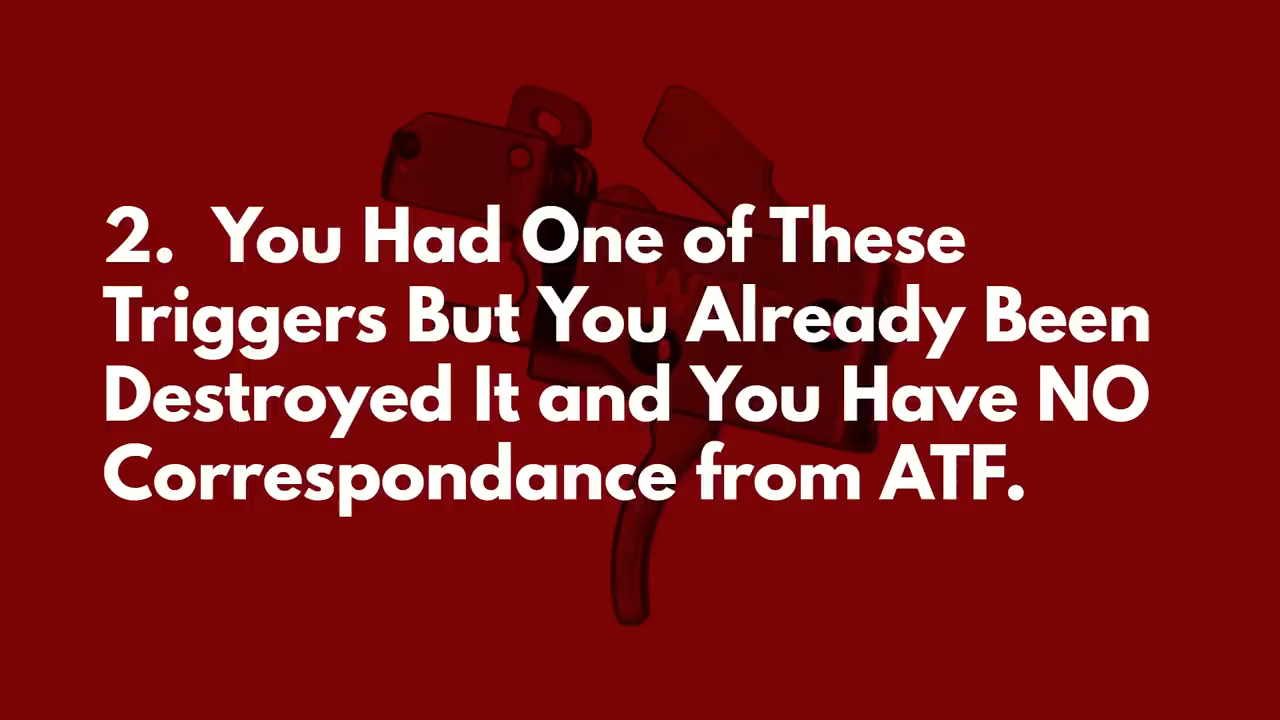 2. You Had One of These
Triggers But You Already Been
Destroyed It and You Have NO
Correspondance from ATF.